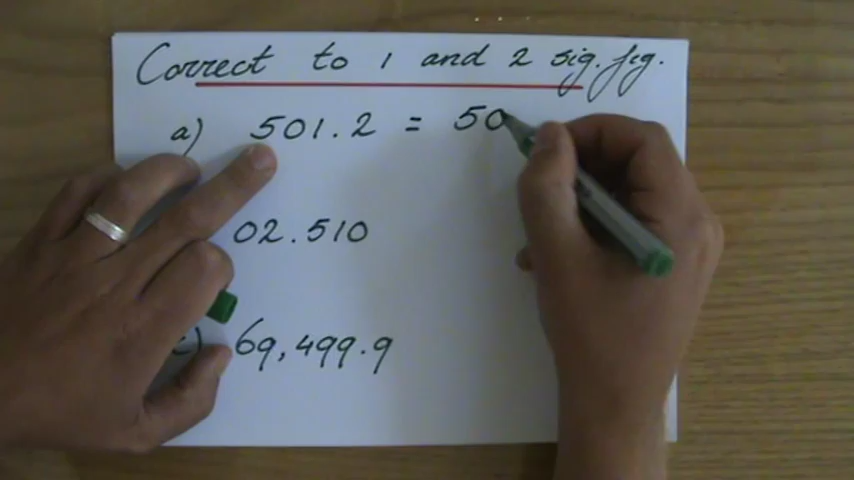 Correct to 1 and 2 sig. fig.
a) 501.2 = 50
02.510
c) 69,499.9